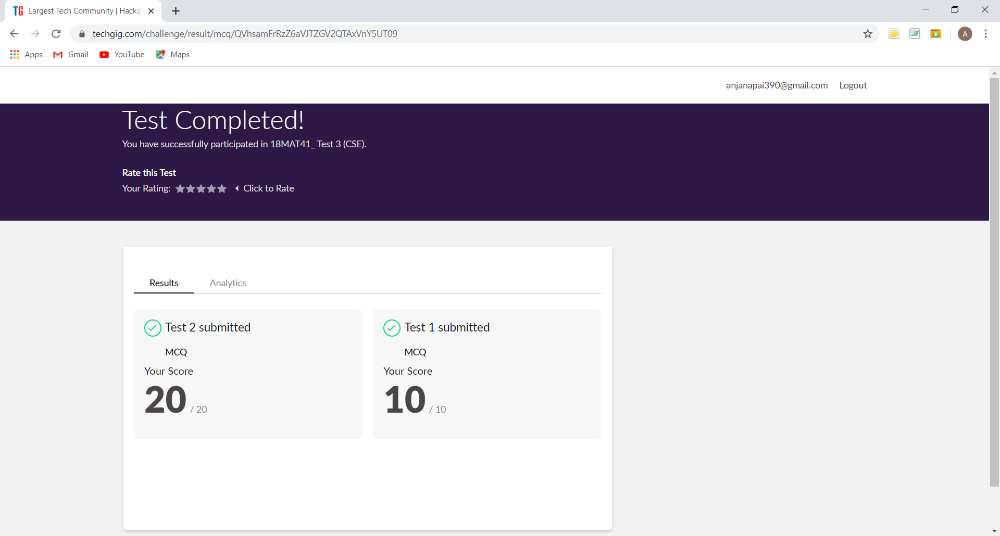 TG Largest Tech Community | Hacka
techgig.com/challenge/result/mcq/QVhsamFrRzZ6aVJTZGV2QTAxVnY5UT09
A
Apps Gmail YouTube Maps
anjanapai390@gmail.com Logout
Test Completed!
You have successfully participated in 18MAT41_ Test 3 (CSE).
Rate this Test
Your Rating: Click to Rate
Results Analytics
Test 2 submitted
MCQ
Your Score
20 / 20
Test 1 submitted
MCQ
Your Score
10 / 10